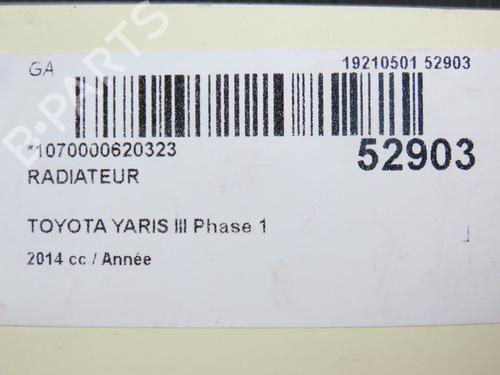 GA
19210501 52903
*1070000620323
52903
RADIATEUR
TOYOTA YARIS III Phase 1
2014 cc / Année
B-PARTS